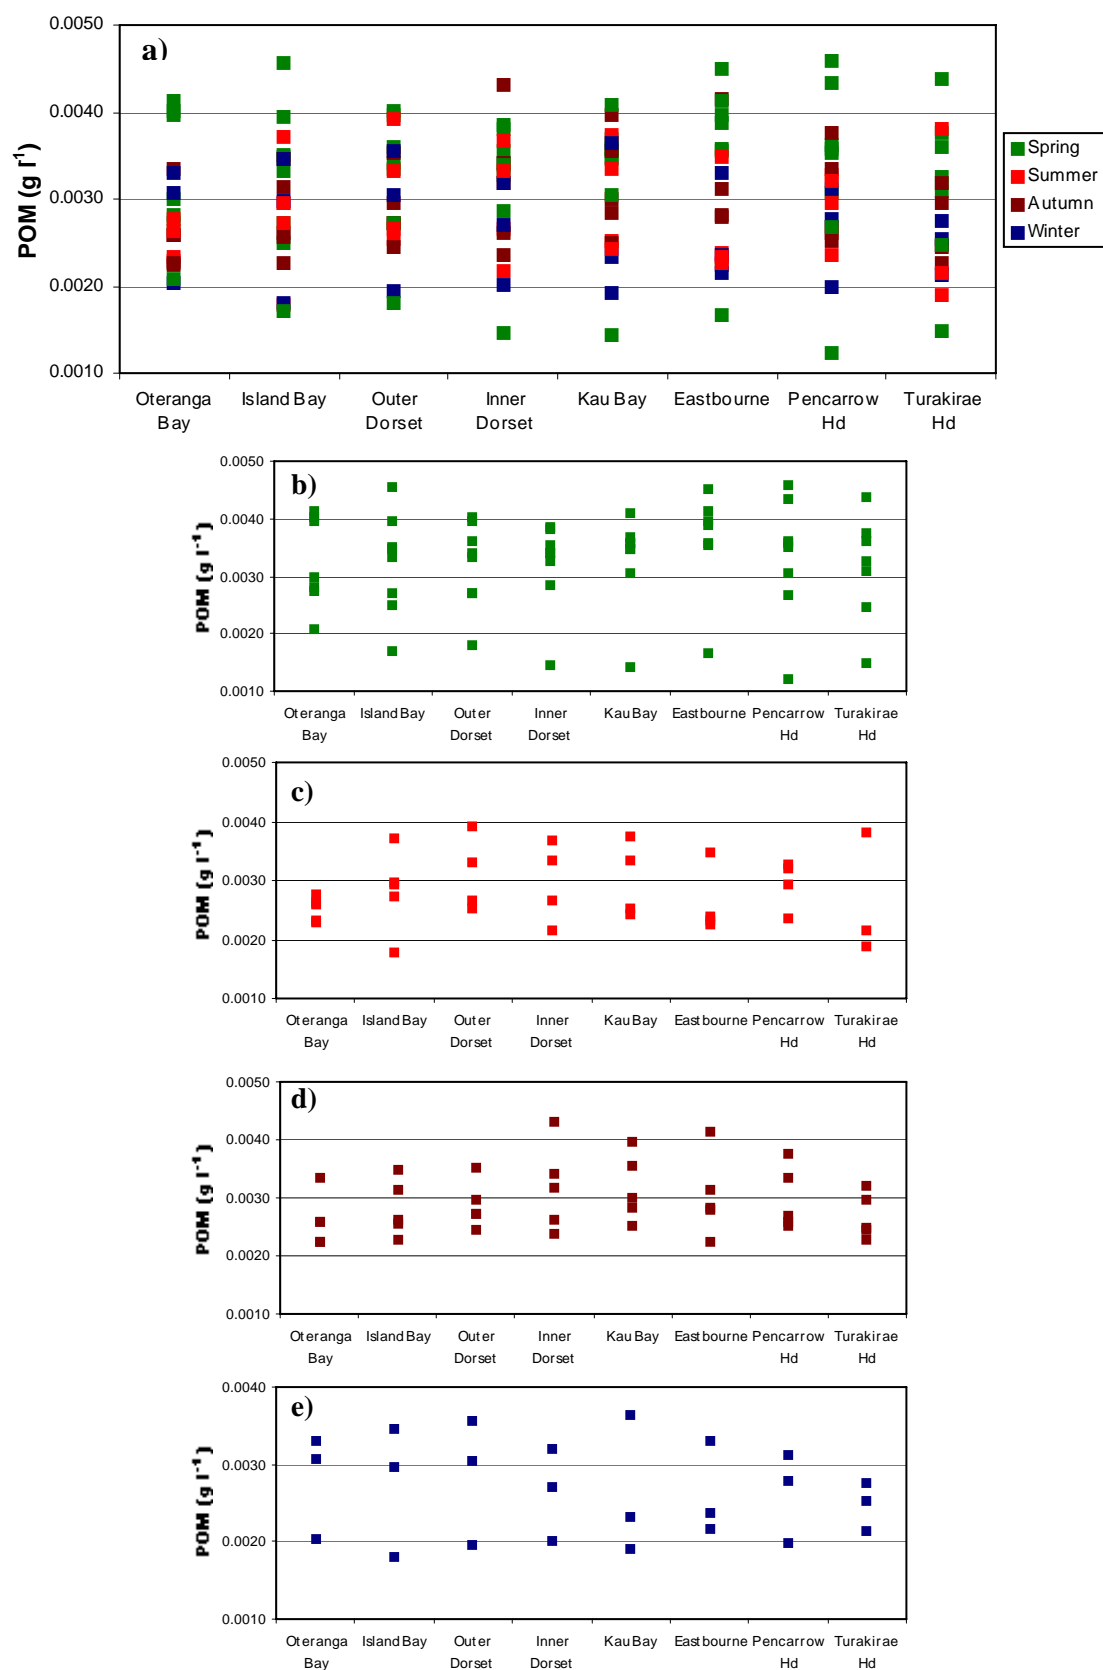 0.0050
a)
0.0040
0.0030
0.0020
0.0010
POM (g l¹)
Spring
Summer
Autumn
Winter
Oteranga Island Bay Outer Inner Kau Bay Eastbourne Pencarrow Turakirae
Bay Dorset Dorset Hd Hd
0.0050
b)
0.0040
0.0030
0.0020
0.0010
POM (g l⁻¹)
Oteranga Island Bay Outer Inner Kau Bay Eastbourne Pencarrow Turakirae
Bay Dorset Dorset Hd Hd
0.0050
c)
0.0040
0.0030
0.0020
0.0010
POM (g l⁻¹)
Oteranga Island Bay Outer Inner Kau Bay Eastbourne Pencarrow Turakirae
Bay Dorset Dorset Hd Hd
0.0050
d)
0.0040
0.0030
0.0020
0.0010
POM (g l⁻¹)
Oteranga Island Bay Outer Inner Kau Bay Eastbourne Pencarrow Turakirae
Bay Dorset Dorset Hd Hd
0.0040
e)
0.0030
0.0020
0.0010
POM (g l⁻¹)
Oteranga Island Bay Outer Inner Kau Bay Eastbourne Pencarrow Turakirae
Bay Dorset Dorset Hd Hd